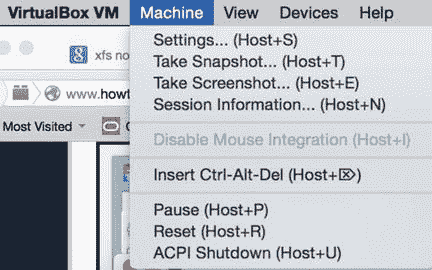 VirtualBox VM Machine View Devices Help
Settings... (Host+S)
xfs no
Take Snapshot... (Host+T)
Take Screenshot... (Host+E)
www.howt
Session Information... (Host+N)
Most Visited
Disable Mouse Integration (Host+I)
Insert Ctrl-Alt-Del (Host+⌦)
Pause (Host+P)
Reset (Host+R)
ACPI Shutdown (Host+U)